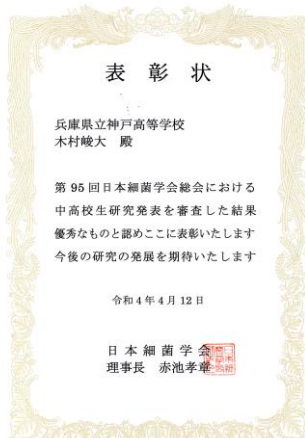 表彰状
兵庫県立神戸高等学校
木村峻大 殿
第95回日本細菌学会総会における
中高校生研究発表を審査した結果
優秀なものと認めここに表彰いたします
今後の研究の発展を期待いたします
令和4年4月12日
日本細菌学会
理事長 赤池孝章